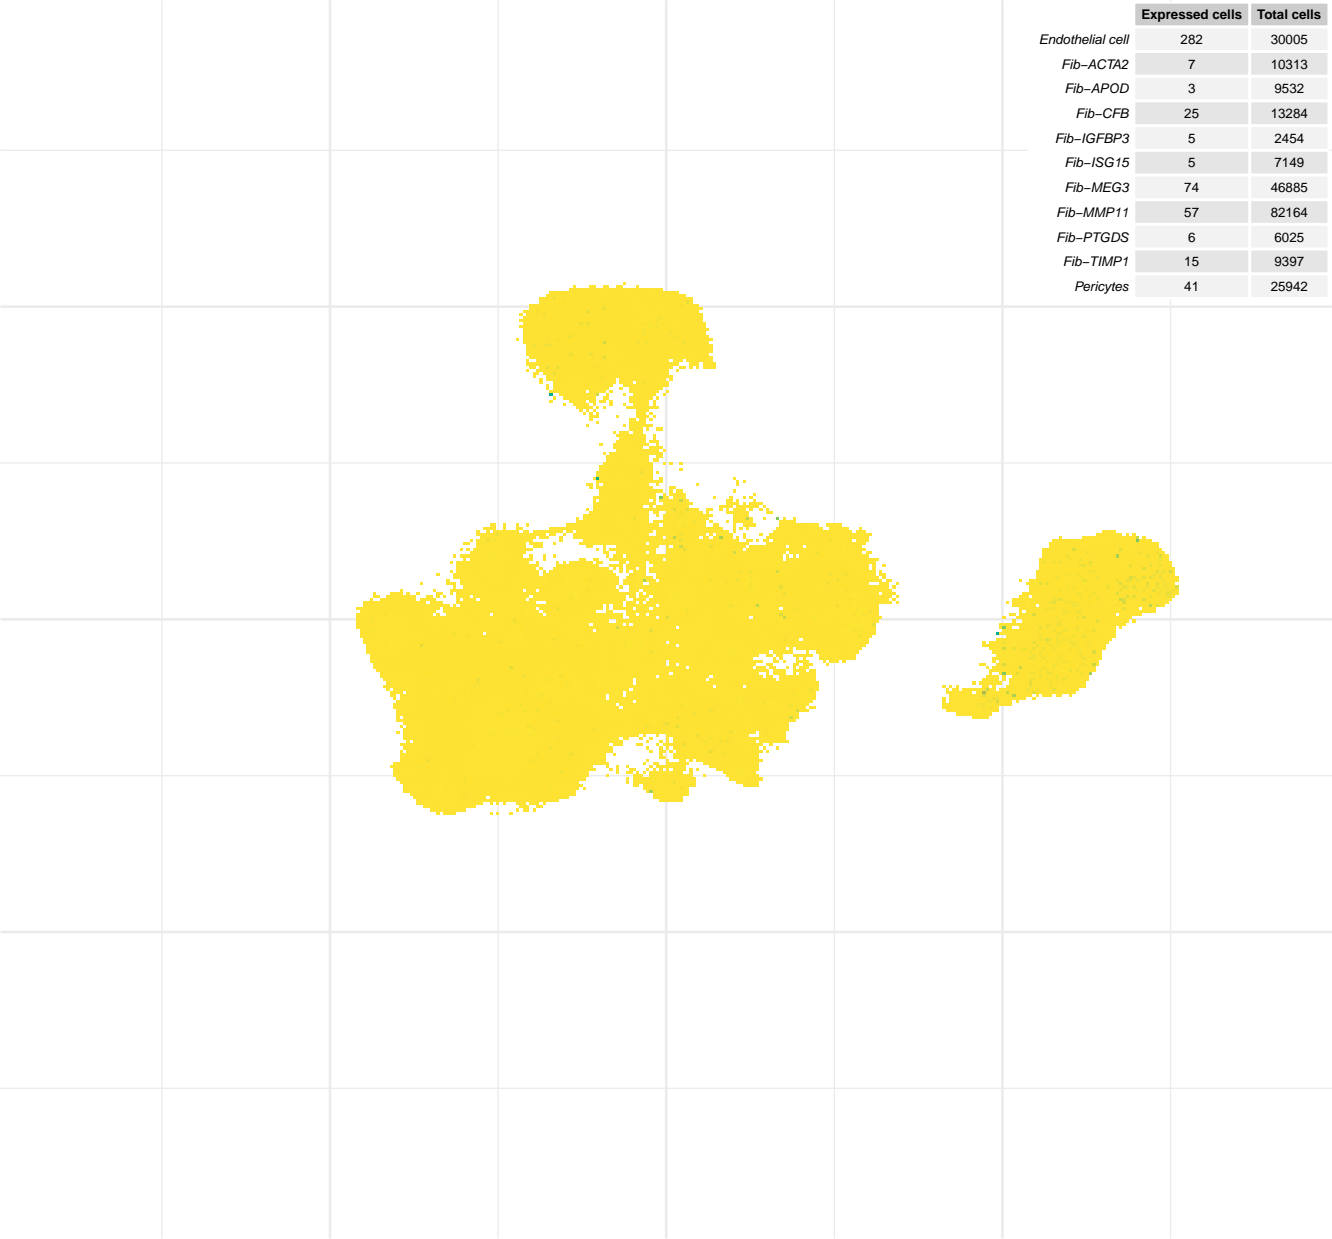 Expressed cells Total cells
Endothelial cell 282 30005
Fib−ACTA2 7 10313
Fib−APOD 3 9532
Fib−CFB 25 13284
Fib−IGFBP3 5 2454
Fib−ISG15 5 7149
Fib−MEG3 74 46885
Fib−MMP11 57 82164
Fib−PTGDS 6 6025
Fib−TIMP1 15 9397
Pericytes 41 25942